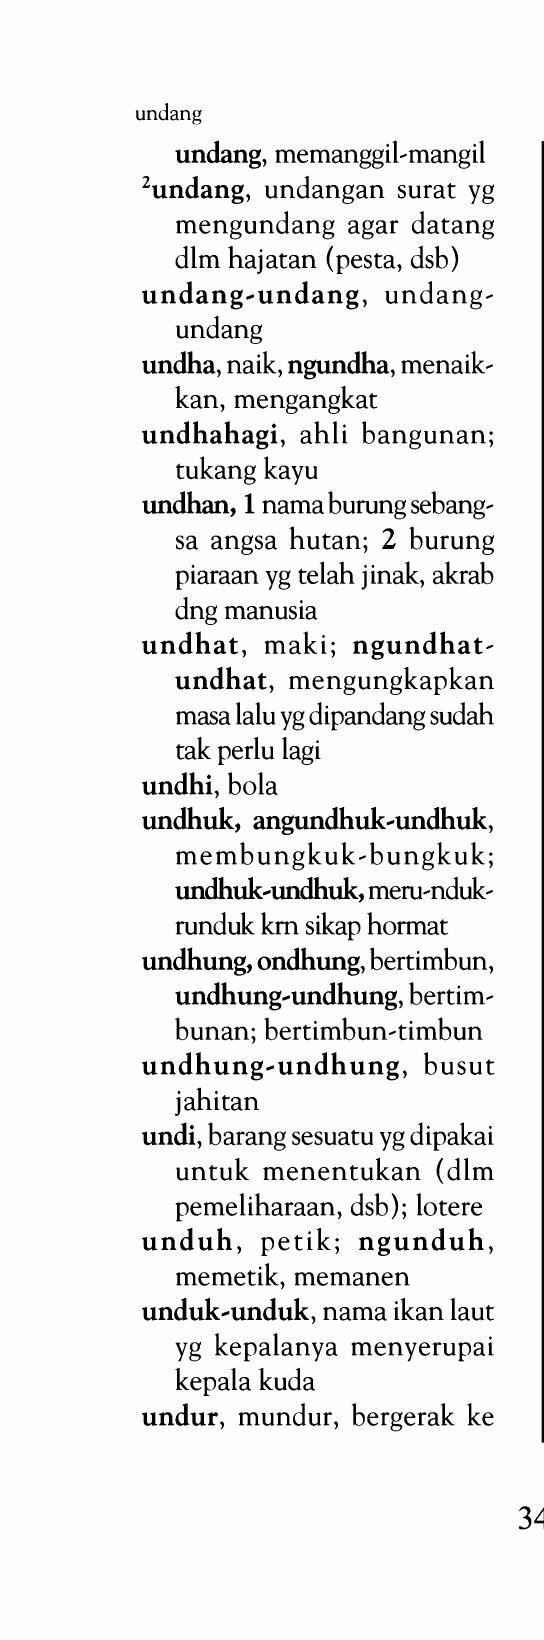 undang
undang, memanggil-mangil
²undang, undangan surat yg
mengundang agar datang
dlm hajatan (pesta, dsb)
undang-undang, undang-
undang
undha, naik, ngundha, menaik-
kan, mengangkat
undhahagi, ahli bangunan;
tukang kayu
undhan, 1 nama burung sebang-
sa angsa hutan; 2 burung
piaraan yg telah jinak, akrab
dng manusia
undhat, maki; ngundhat-
undhat, mengungkapkan
masa lalu yg dipandang sudah
tak perlu lagi
undhi, bola
undhuk, angundhuk-undhuk,
membungkuk-bungkuk;
undhuk-undhuk, meru-nduk-
runduk krn sikap hormat
undhung, ondhung, bertimbun,
undhung-undhung, bertim-
bunan; bertimbun-timbun
undhung-undhung, busut
jahitan
undi, barang sesuatu yg dipakai
untuk menentukan (dlm
pemeliharaan, dsb); lotere
unduh, petik; ngunduh,
memetik, memanen
unduk-unduk, nama ikan laut
yg kepalanya menyerupai
kepala kuda
undur, mundur, bergerak ke
34